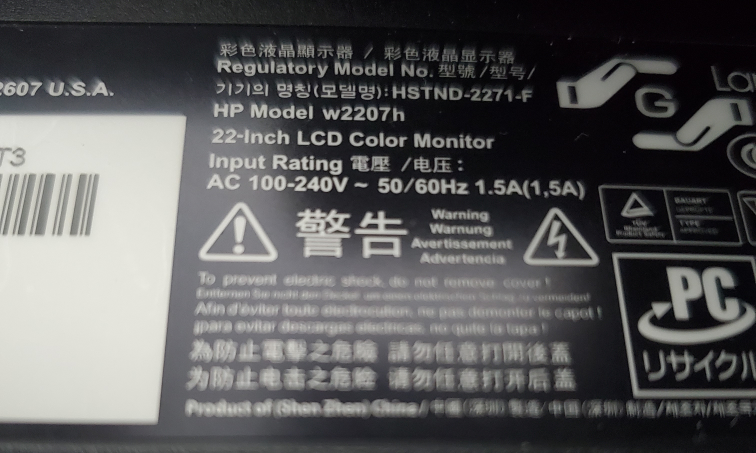 2607 U.S.A.
T3
彩色液晶顯示器 / 彩色液晶显示器
Regulatory Model No. 型號 /型号/
기기의 명칭(모델명):HSTND-2271-F
HP Model w2207h
22-Inch LCD Color Monitor
Input Rating 電壓 /电压:
AC 100-240V ~ 50/60Hz 1.5A(1,5A)
警告
Warning
Warnung
Avertissement
Advertencia
To prevent electric shock, do not remove cover !
Afin d'éviter toute électrocution, ne pas démonter le capot !
¡para evitar descargas electricas, no quite la tapa !
為防止電擊之危險 請勿任意打開後蓋
为防止电击之危险 请勿任意打开后盖
Product of (Shen Zhen) China / 中國 (深圳) 製造 / 中国 (深圳) 制造 /
G
TÜV
BAUART
TYPE
PC
リサイクル